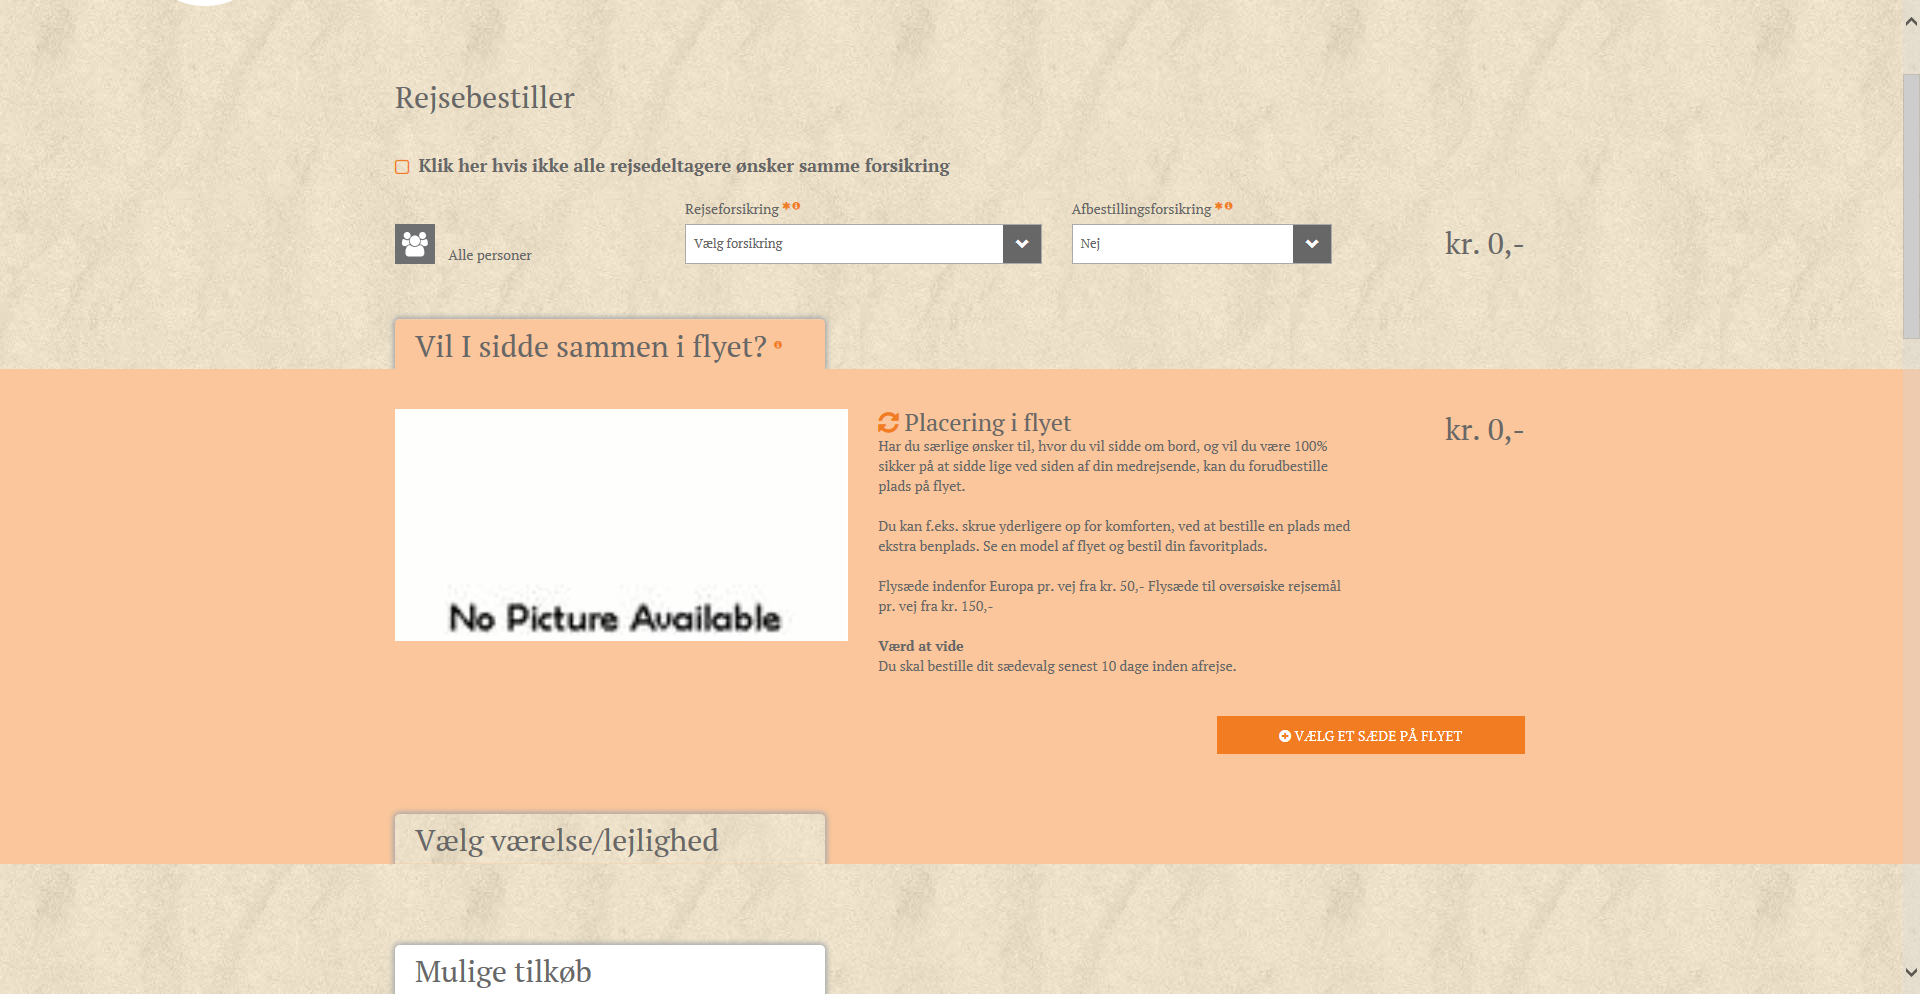 Rejsebestiller
Klik her hvis ikke alle rejsedeltagere ønsker samme forsikring
Rejseforsikring *
Afbestillingsforsikring *
Alle personer
Vælg forsikring
Nej
kr. 0,-
Vil I sidde sammen i flyet?
No Picture Available
Placering i flyet
kr. 0,-
Har du særlige ønsker til, hvor du vil sidde om bord, og vil du være 100%
sikker på at sidde lige ved siden af din medrejsende, kan du forudbestille
plads på flyet.
Du kan f.eks. skrue yderligere op for komforten, ved at bestille en plads med
ekstra benplads. Se en model af flyet og bestil din favoritplads.
Flysæde indenfor Europa pr. vej fra kr. 50,- Flysæde til oversøiske rejsemål
pr. vej fra kr. 150,-
Værd at vide
Du skal bestille dit sædevalg senest 10 dage inden afrejse.
VÆLG ET SÆDE PÅ FLYET
Vælg værelse/lejlighed
Mulige tilkøb